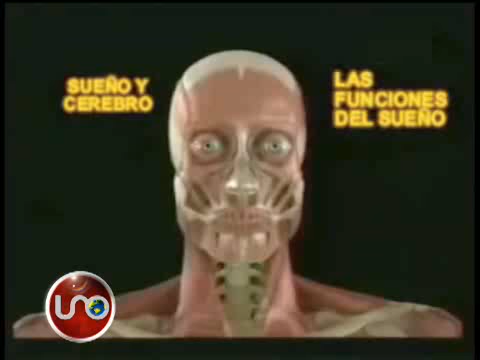 SUEÑO Y
CEREBRO
LAS
FUNCIONES
DEL SUEÑO
UNO